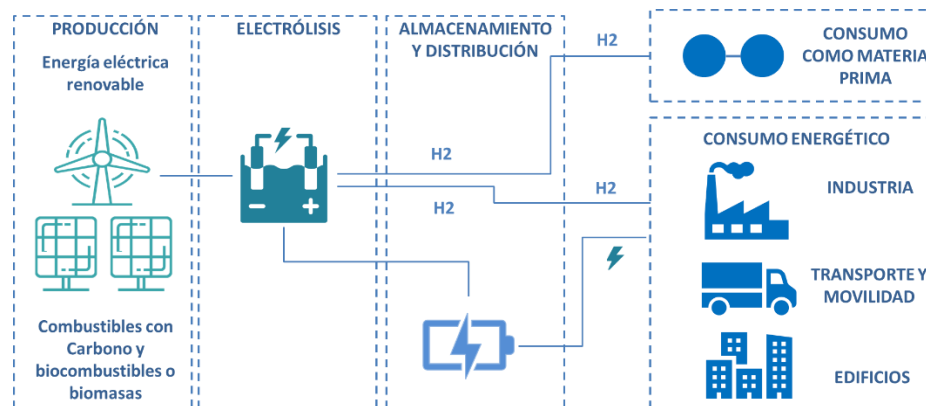 PRODUCCIÓN
Energía eléctrica
renovable
Combustibles con
Carbono y
biocombustibles o
biomasas
ELECTRÓLISIS
ALMACENAMIENTO
Y DISTRIBUCIÓN
H2
H2
H2
H2
CONSUMO
COMO MATERIA
PRIMA
CONSUMO ENERGÉTICO
INDUSTRIA
TRANSPORTE Y
MOVILIDAD
EDIFICIOS